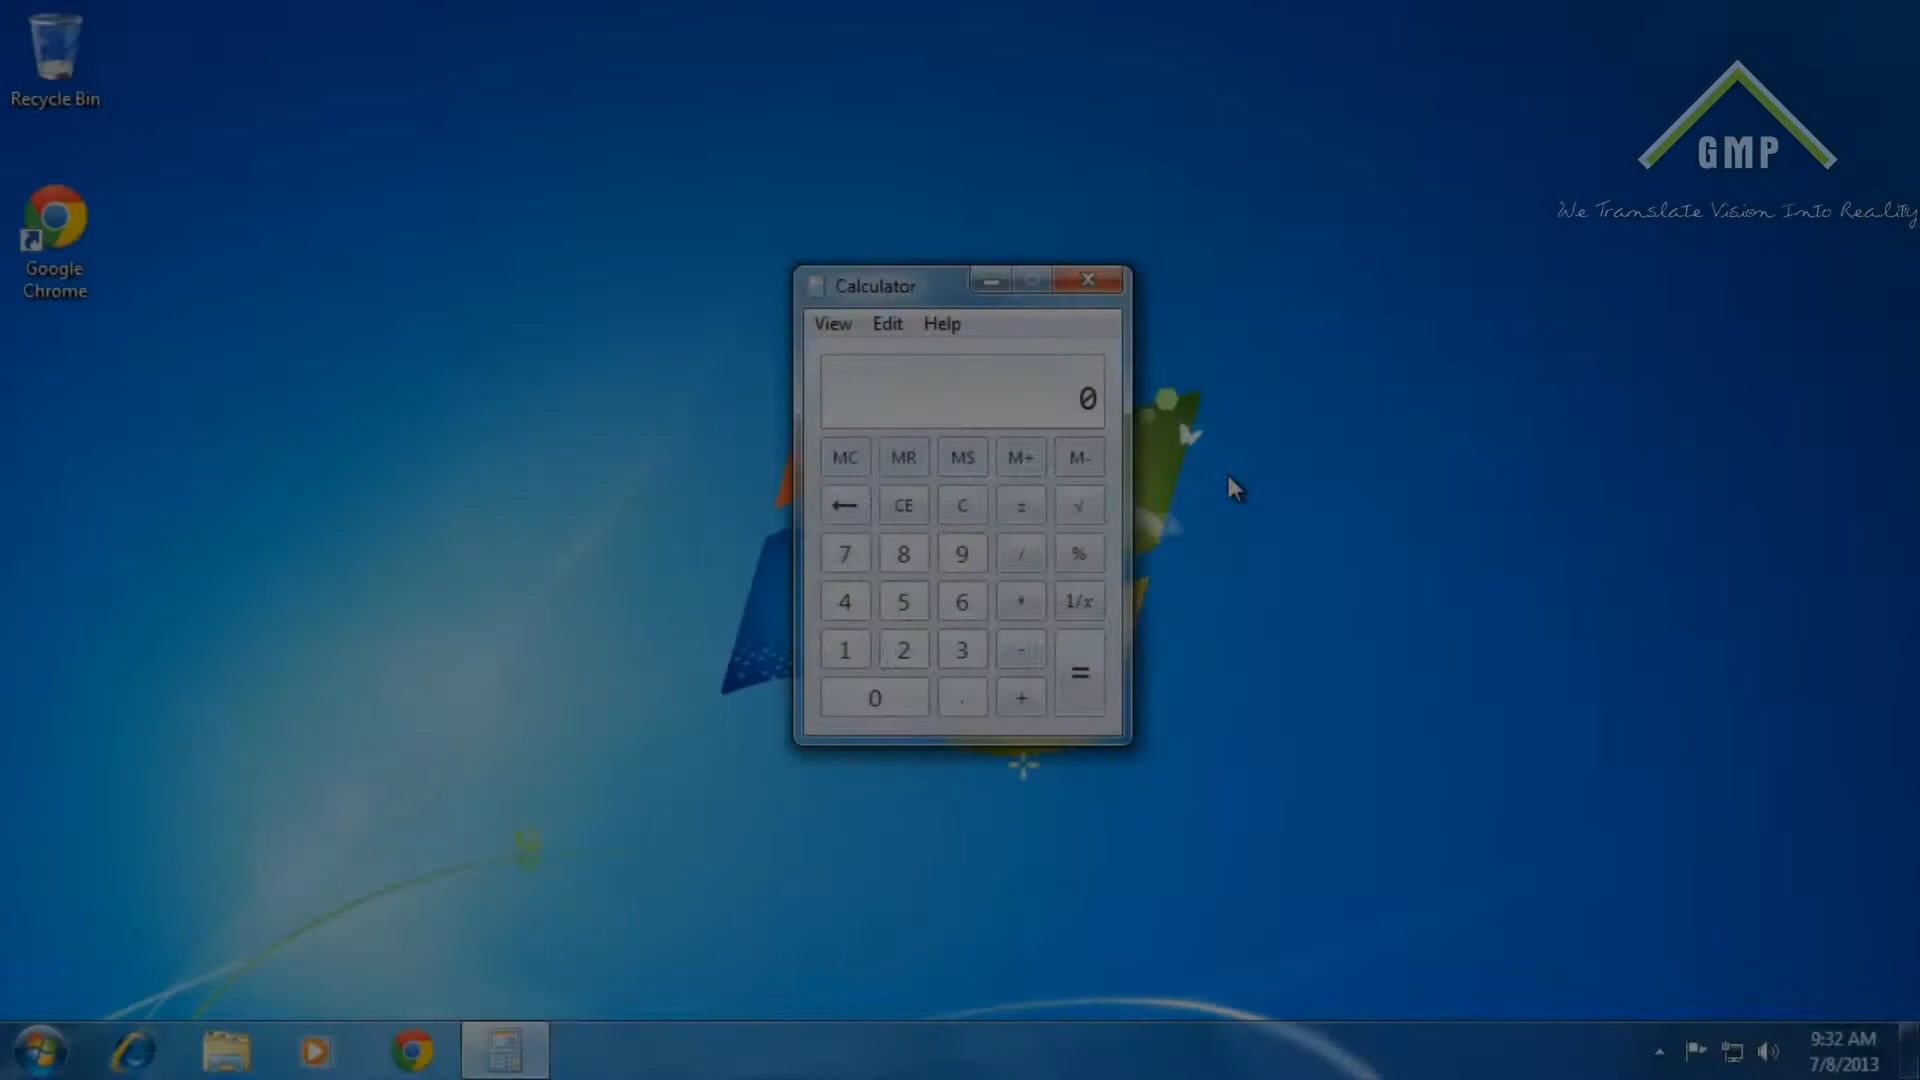 Recycle Bin
Google
Chrome
GMP
We Translate Vision Into Reality
Calculator
View Edit Help
0
MC MR MS M+ M-
← CE C ± √
7 8 9 / %
4 5 6 * 1/x
1 2 3 - =
0 . +
9:32 AM
7/8/2013